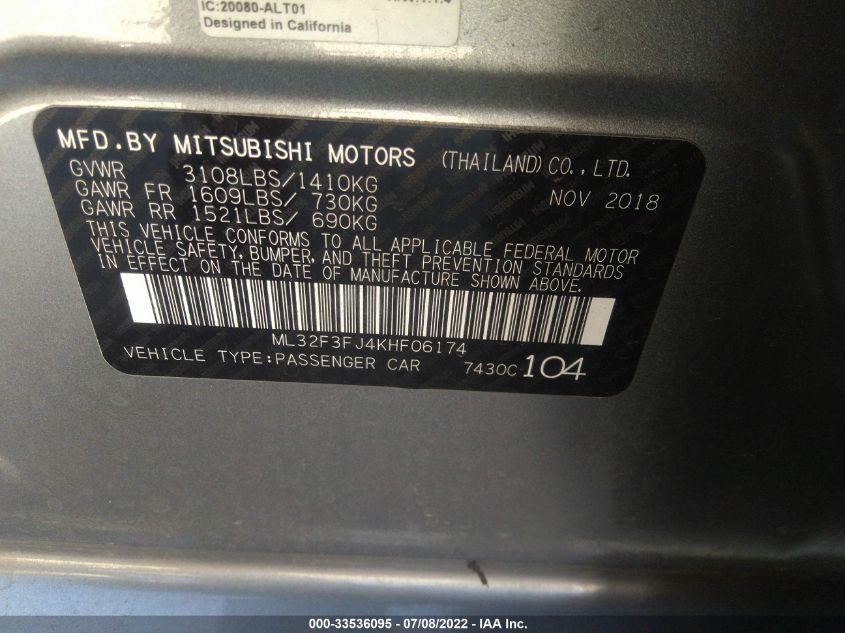 IC:20080-ALT01
Designed in California
MFD.BY MITSUBISHI MOTORS (THAILAND)CO.,LTD.
GVWR 3108LBS/1410KG
GAWR FR 1609LBS/ 730KG NOV 2018
GAWR RR 1521LBS/ 690KG
THIS VEHICLE CONFORMS TO ALL APPLICABLE FEDERAL MOTOR
VEHICLE SAFETY, BUMPER, AND THEFT PREVENTION STANDARDS
IN EFFECT ON THE DATE OF MANUFACTURE SHOWN ABOVE.
ML32F3FJ4KHF06174
VEHICLE TYPE:PASSENGER CAR 7430C 104
000-33536095 - 07/08/2022 - IAA Inc.